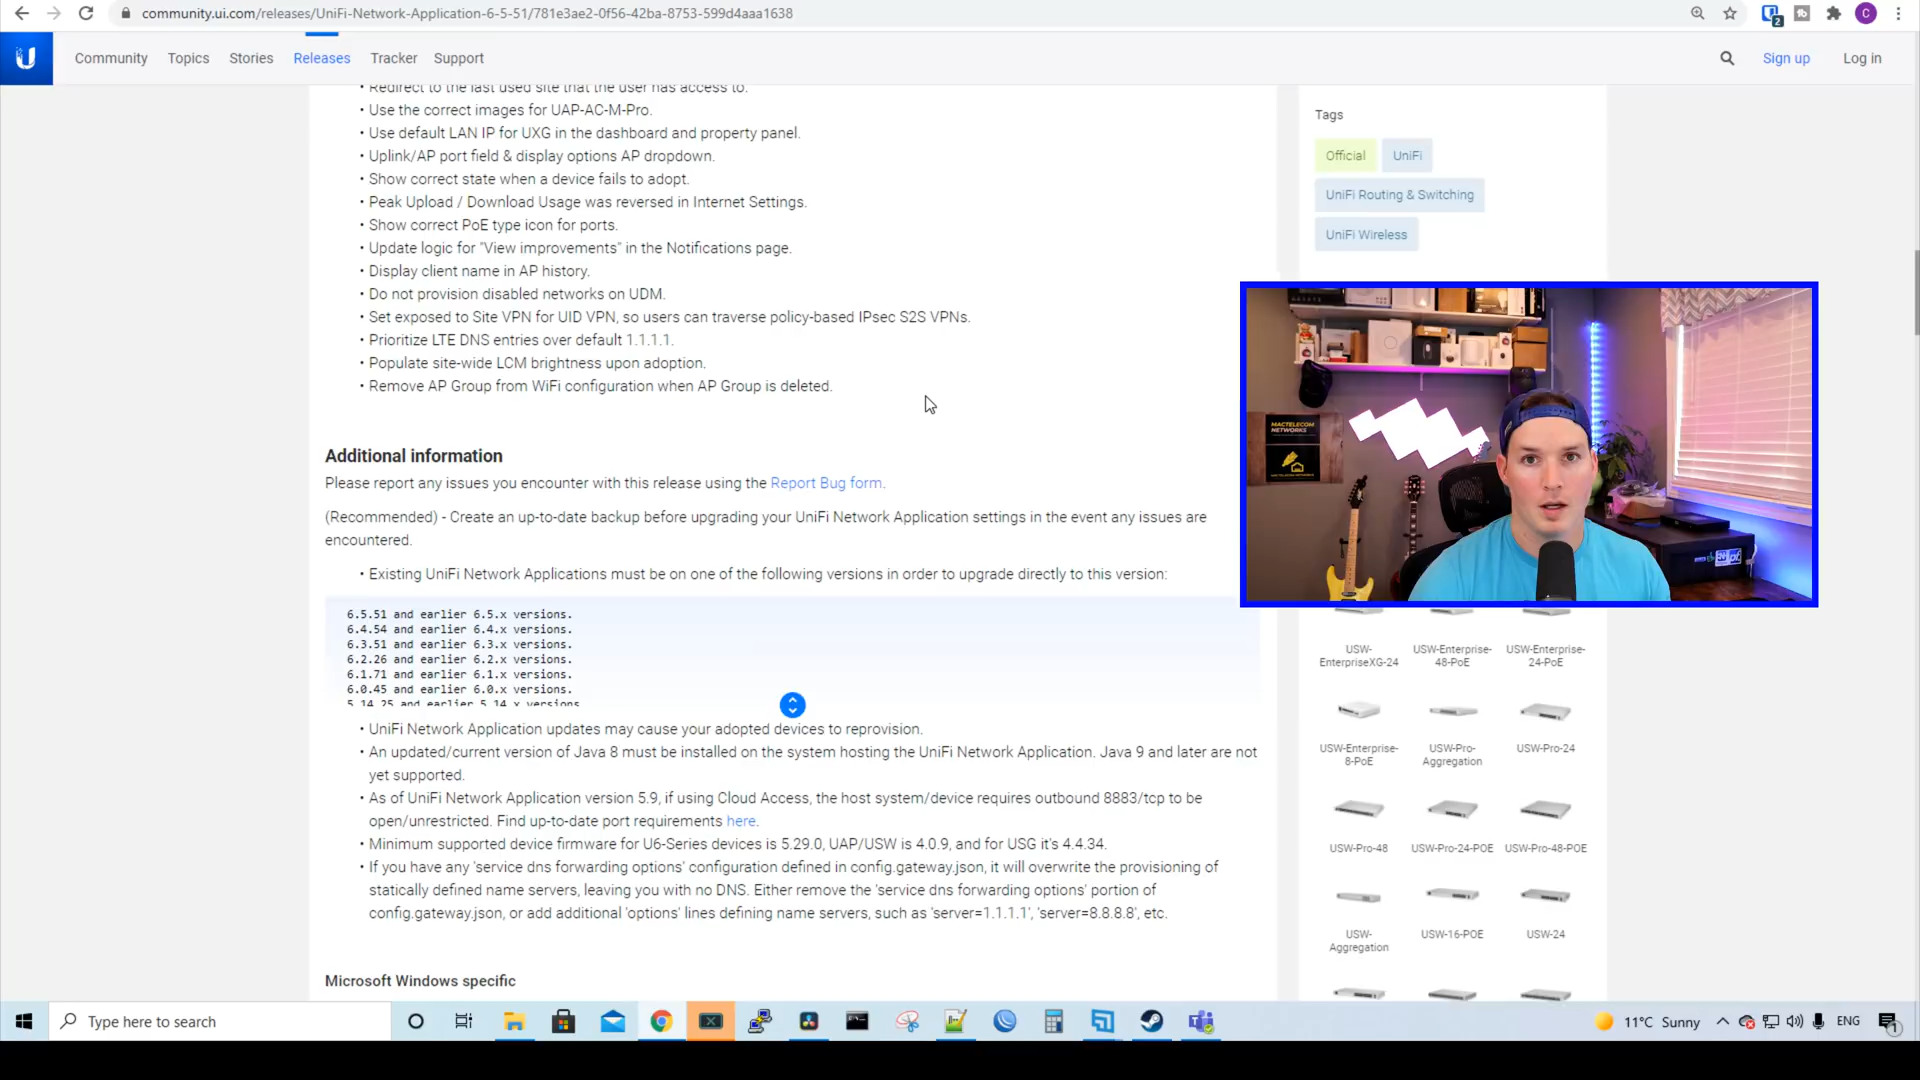 community.ui.com/releases/UniFi-Network-Application-6-5-51/781e3ae2-0f56-42ba-8753-599d4aaa1638
2
C
Community Topics Stories Releases Tracker Support
Sign up Log in
• Redirect to the last used site that the user has access to.
• Use the correct images for UAP-AC-M-Pro.
• Use default LAN IP for UXG in the dashboard and property panel.
• Uplink/AP port field & display options AP dropdown.
• Show correct state when a device fails to adopt.
• Peak Upload / Download Usage was reversed in Internet Settings.
• Show correct PoE type icon for ports.
• Update logic for "View improvements" in the Notifications page.
• Display client name in AP history.
• Do not provision disabled networks on UDM.
• Set exposed to Site VPN for UID VPN, so users can traverse policy-based IPsec S2S VPNs.
• Prioritize LTE DNS entries over default 1.1.1.1.
• Populate site-wide LCM brightness upon adoption.
• Remove AP Group from WiFi configuration when AP Group is deleted.
Additional information
Please report any issues you encounter with this release using the Report Bug form.
(Recommended) - Create an up-to-date backup before upgrading your UniFi Network Application settings in the event any issues are
encountered.
• Existing UniFi Network Applications must be on one of the following versions in order to upgrade directly to this version:
6.5.51 and earlier 6.5.x versions.
6.4.54 and earlier 6.4.x versions.
6.3.51 and earlier 6.3.x versions.
6.2.26 and earlier 6.2.x versions.
6.1.71 and earlier 6.1.x versions.
6.0.45 and earlier 6.0.x versions.
5.14.25 and earlier 5.14.x versions
• UniFi Network Application updates may cause your adopted devices to reprovision.
• An updated/current version of Java 8 must be installed on the system hosting the UniFi Network Application. Java 9 and later are not
yet supported.
• As of UniFi Network Application version 5.9, if using Cloud Access, the host system/device requires outbound 8883/tcp to be
open/unrestricted. Find up-to-date port requirements here.
• Minimum supported device firmware for U6-Series devices is 5.29.0, UAP/USW is 4.0.9, and for USG it's 4.4.34.
• If you have any 'service dns forwarding options' configuration defined in config.gateway.json, it will overwrite the provisioning of
statically defined name servers, leaving you with no DNS. Either remove the 'service dns forwarding options' portion of
config.gateway.json, or add additional 'options' lines defining name servers, such as 'server=1.1.1.1', 'server=8.8.8.8', etc.
Microsoft Windows specific
Tags
Official UniFi
UniFi Routing & Switching
UniFi Wireless
MACTELECOM
NETWORKS
USW-
EnterpriseXG-24
USW-Enterprise-
48-PoE
USW-Enterprise-
24-PoE
USW-Enterprise-
8-PoE
USW-Pro-
Aggregation
USW-Pro-24
USW-Pro-48 USW-Pro-24-POE USW-Pro-48-POE
USW-
Aggregation
USW-16-POE
USW-24
Type here to search
11°C Sunny
ENG
1